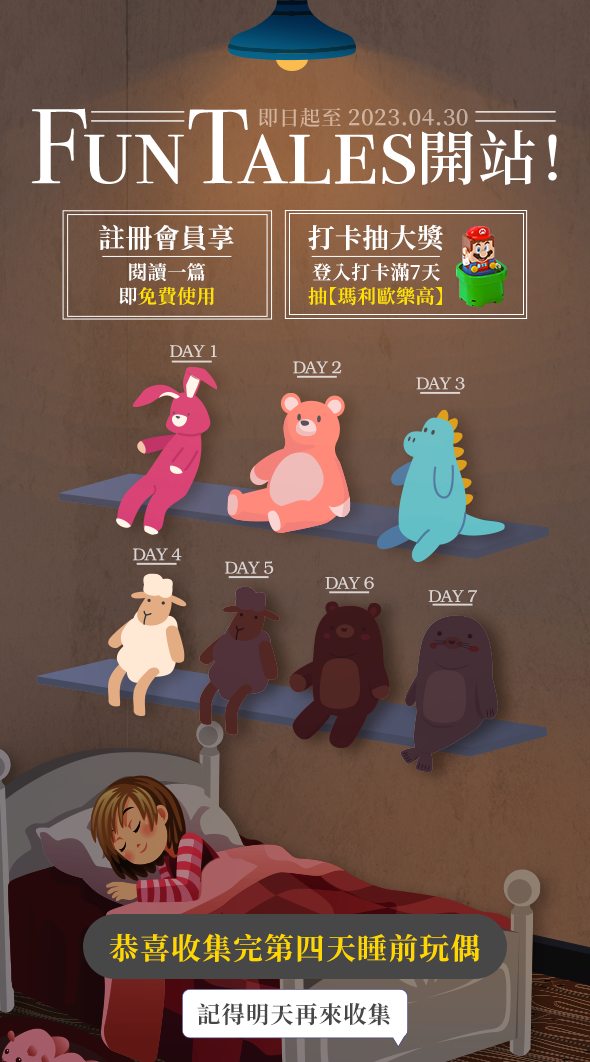 即日起至 2023.04.30
FUNTALES開站！
註冊會員享
閱讀一篇
即免費使用
打卡抽大獎
登入打卡滿7天
抽【瑪利歐樂高】
DAY 1
DAY 2
DAY 3
DAY 4
DAY 5
DAY 6
DAY 7
恭喜收集完第四天睡前玩偶
記得明天再來收集